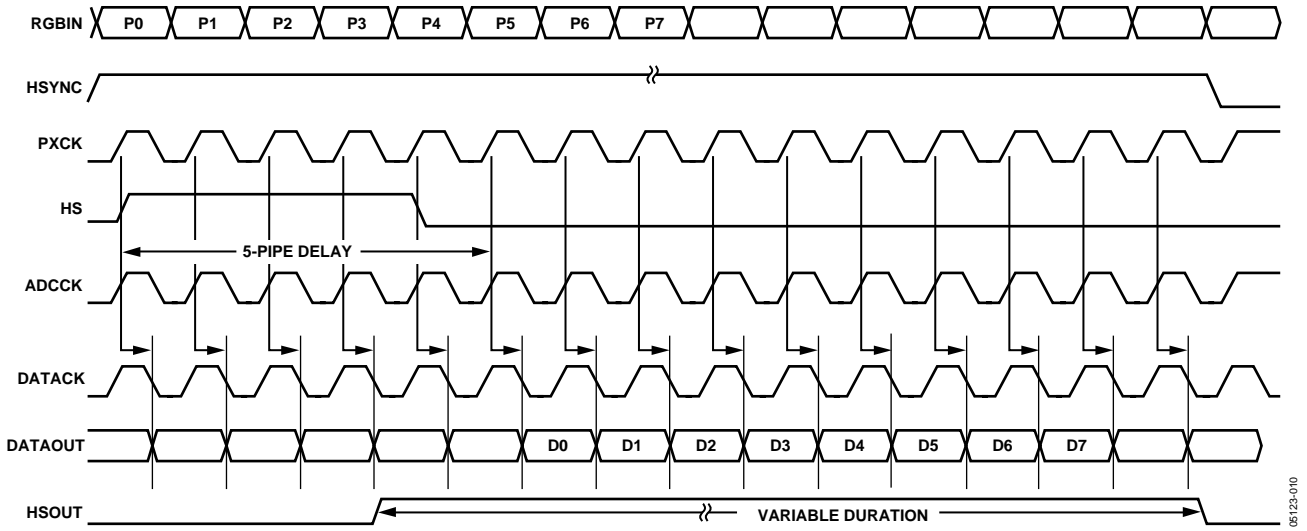 RGBIN P0 P1 P2 P3 P4 P5 P6 P7
HSYNC
PXCK
HS
5-PIPE DELAY
ADCCK
DATACK
DATAOUT D0 D1 D2 D3 D4 D5 D6 D7
HSOUT VARIABLE DURATION
05123-010